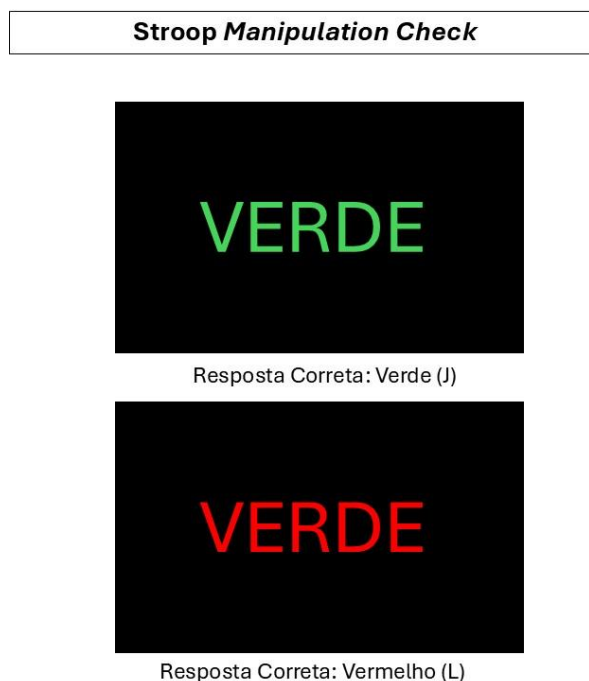 Stroop Manipulation Check
VERDE
Resposta Correta: Verde (J)
VERDE
Resposta Correta: Vermelho (L)